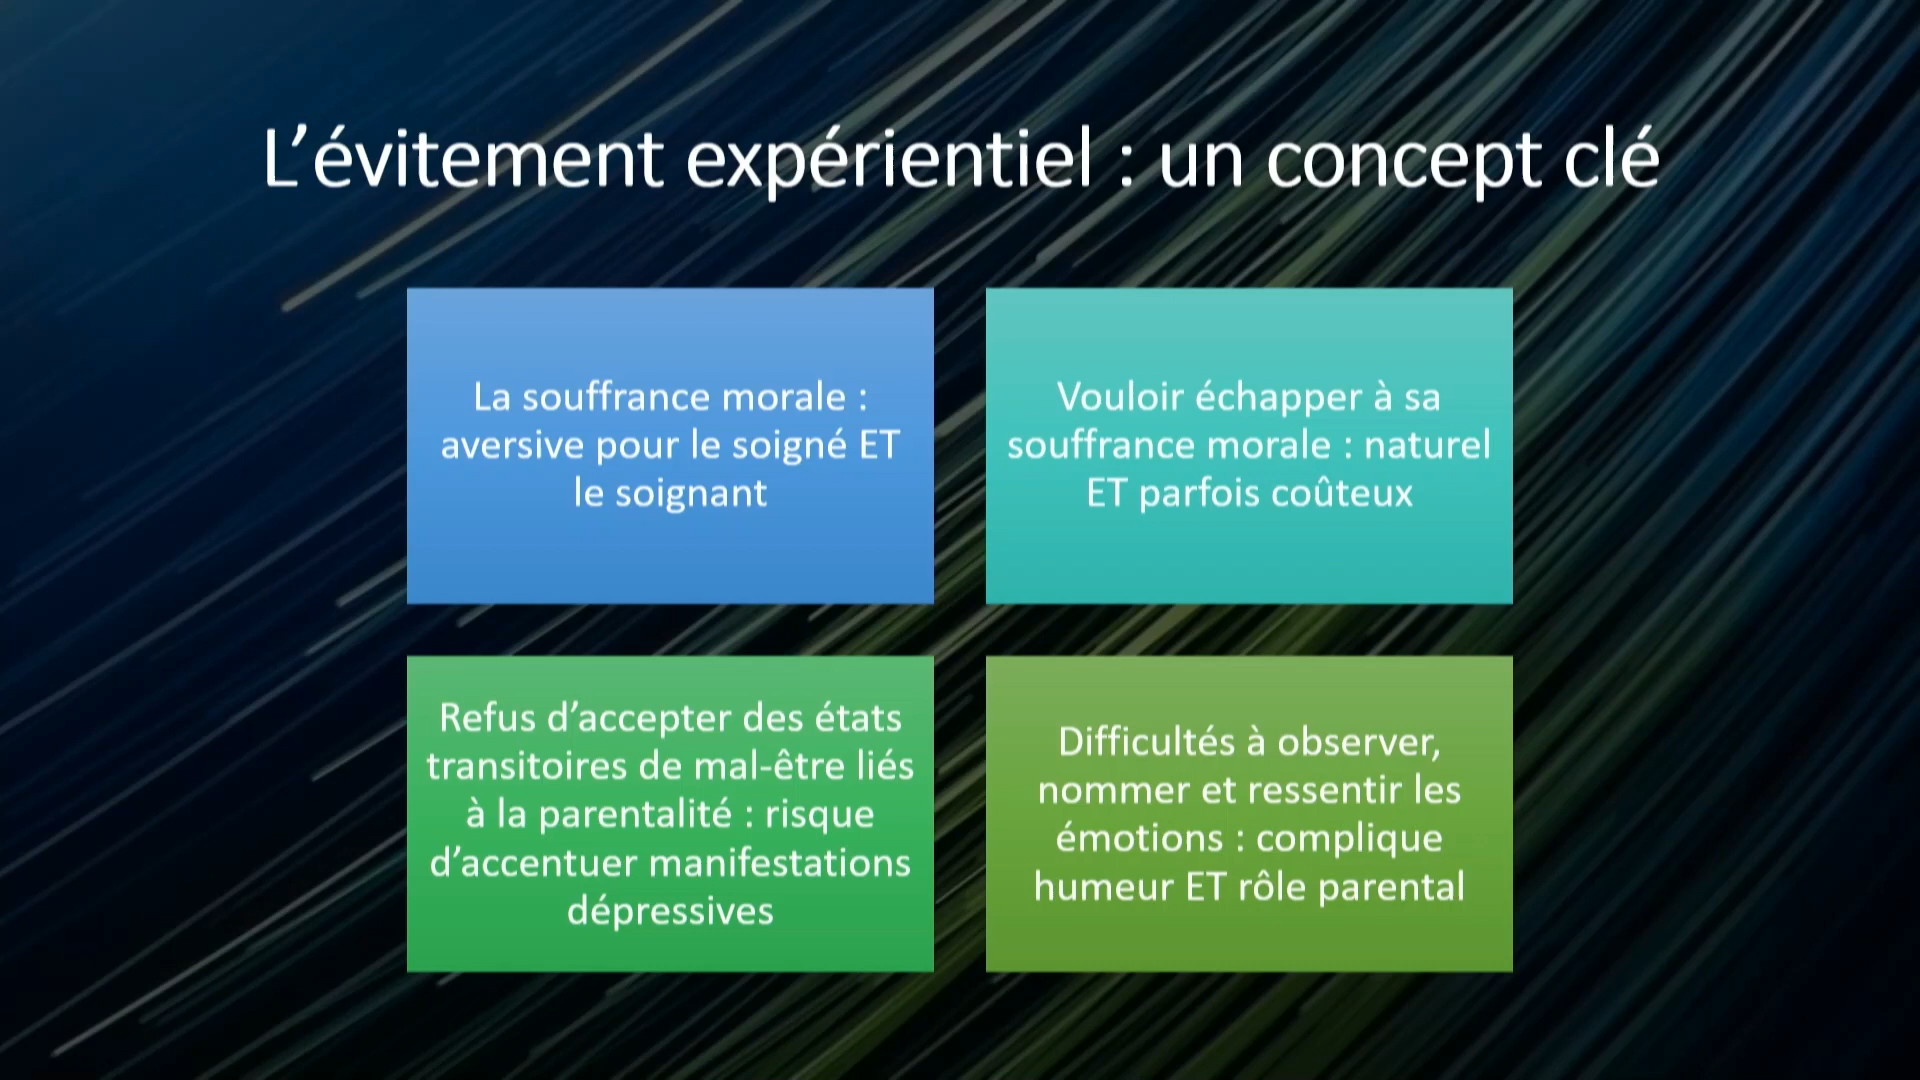 L’évitement expérientiel : un concept clé
La souffrance morale :
aversive pour le soigné ET
le soignant
Vouloir échapper à sa
souffrance morale : naturel
ET parfois coûteux
Refus d’accepter des états
transitoires de mal-être liés
à la parentalité : risque
d’accentuer manifestations
dépressives
Difficultés à observer,
nommer et ressentir les
émotions : complique
humeur ET rôle parental